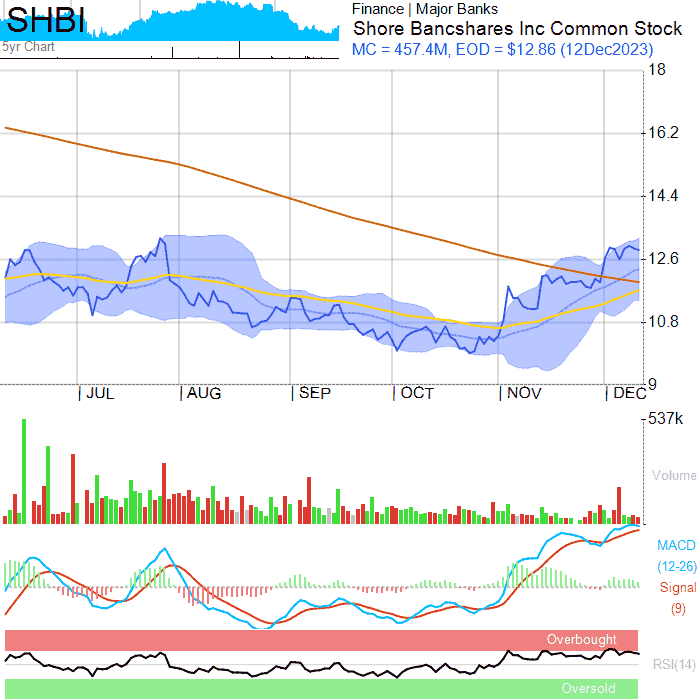 SHBI
5yr Chart
Finance | Major Banks
Shore Bancshares Inc Common Stock
MC = 457.4M, EOD = $12.86 (12Dec2023)
18
16.2
14.4
12.6
10.8
9
JUL
AUG
SEP
OCT
NOV
DEC
537k
Volume
MACD
(12-26)
Signal
(9)
Overbought
RSI(14)
Oversold